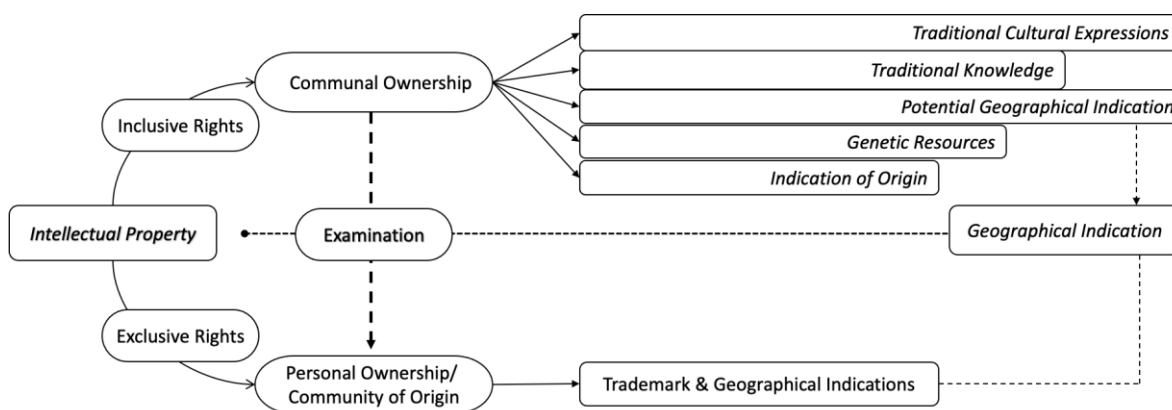 Traditional Cultural Expressions
Communal Ownership
Traditional Knowledge
Inclusive Rights
Potential Geographical Indication
Genetic Resources
Indication of Origin
Intellectual Property
Examination
Geographical Indication
Exclusive Rights
Personal Ownership/
Community of Origin
Trademark & Geographical Indications